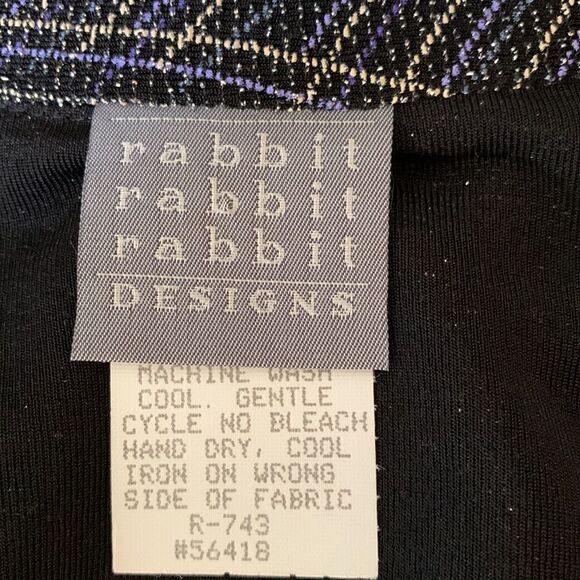 rabbit
rabbit
rabbit
DESIGNS
MACHINE WASH
COOL. GENTLE
CYCLE NO BLEACH
HAND DRY, COOL
IRON ON WRONG
SIDE OF FABRIC
R-743
#56418